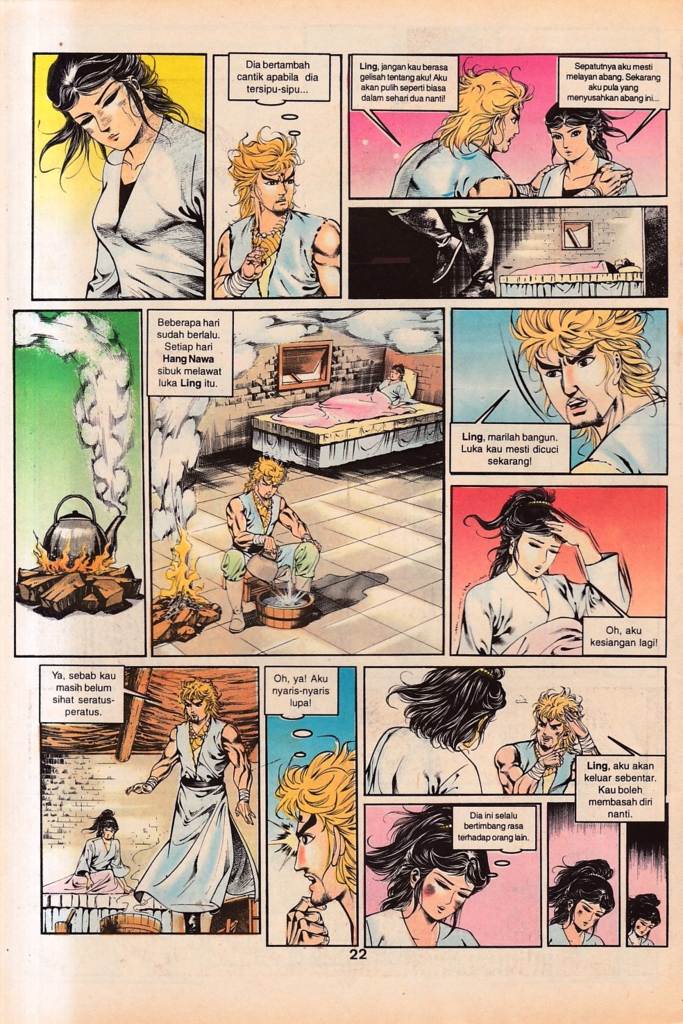 Dia bertambah
cantik apabila dia
tersipu-sipu...
Ling, jangan kau berasa
gelisah tentang aku! Aku
akan pulih seperti biasa
dalam sehari dua nanti!
Sepatutnya aku mesti
melayan abang. Sekarang
aku pula yang
menyusahkan abang ini...
Beberapa hari
sudah berlalu.
Setiap hari
Hang Nawa
sibuk melawat
luka Ling itu.
Ling, marilah bangun.
Luka kau mesti dicuci
sekarang!
Oh, aku
kesiangan lagi!
Ya, sebab kau
masih belum
sihat seratus-
peratus.
Oh, ya! Aku
nyaris-nyaris
lupa!
Ling, aku akan
keluar sebentar.
Kau boleh
membasah diri
nanti.
Dia ini selalu
bertimbang rasa
terhadap orang lain.
22